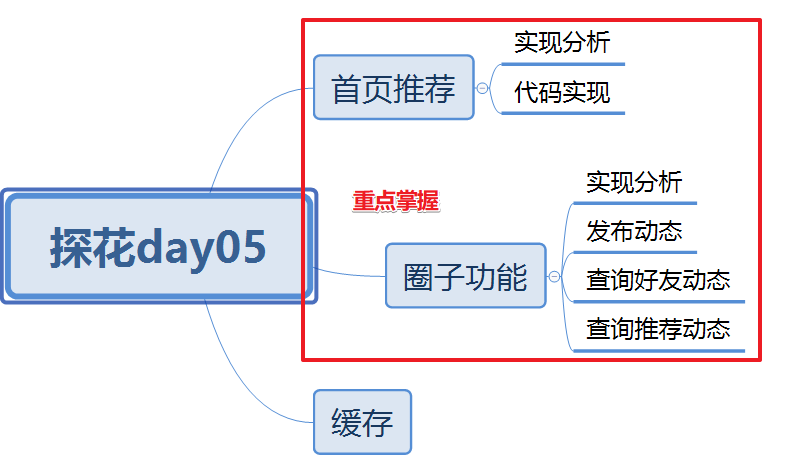 实现分析
首页推荐
代码实现
实现分析
重点掌握
发布动态
探花day05
圈子功能
查询好友动态
查询推荐动态
缓存